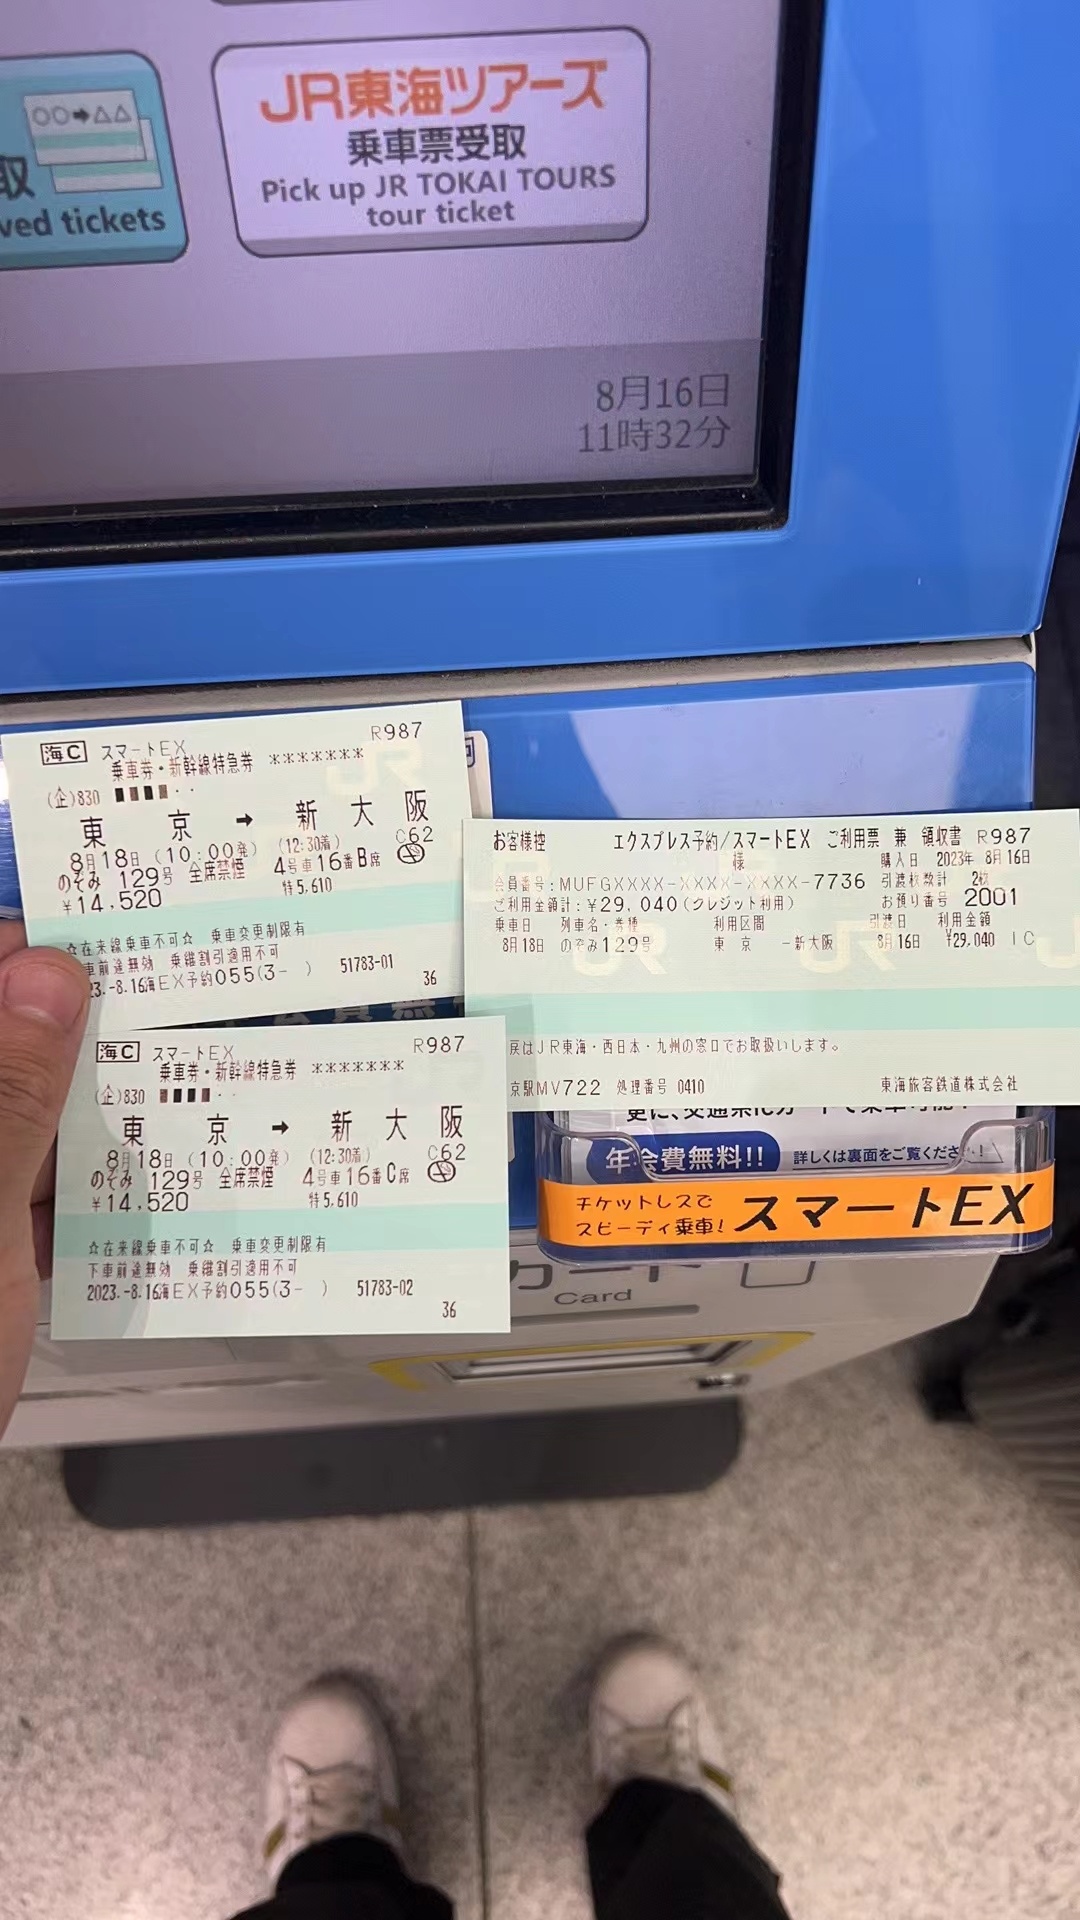 ○○➡△△
取
ved tickets
JR東海ツアーズ
乗車票受取
Pick up JR TOKAI TOURS
tour ticket
8月16日
11時32分
海C スマートEX R987
乗車券・新幹線特急券 *******
(企)830
東京 → 新大阪
8月18日 (10:00発) (12:30着) C62
のぞみ 129号 全席禁煙 4号車16番B席
¥14,520 特5,610
☆在来線乗車不可☆ 乗車変更制限有
車前途無効 乗継割引適用不可
23.-8.16海EX予約055(3- ) 51783-01
36
海C スマートEX R987
乗車券・新幹線特急券 *******
(企)830
東京 → 新大阪
8月18日 (10:00発) (12:30着) C62
のぞみ 129号 全席禁煙 4号車16番C席
¥14,520 特5,610
☆在来線乗車不可☆ 乗車変更制限有
下車前途無効 乗継割引適用不可
2023.-8.16海EX予約055(3- ) 51783-02
36
お客様控 エクスプレス予約/スマートEX ご利用票 兼 領収書 R987
様 購入日 2023年 8月16日
会員番号:MUFGXXXX-XXXX-XXXX-7736 引渡枚数計 2枚
ご利用金額計:¥29,040(クレジット利用) お預り番号 2001
乗車日 列車名・券種 利用区間 引渡日 利用金額
8月18日 のぞみ129号 東京 -新大阪 8月16日 ¥29,040 IC
戻はJR東海・西日本・九州の窓口でお取扱いします。
京駅MV722 処理番号 0410 東海旅客鉄道株式会社
年会費無料!! 詳しくは裏面をご覧くださ
チケットレスで
スピーディ乗車!
スマートEX
カード
Card